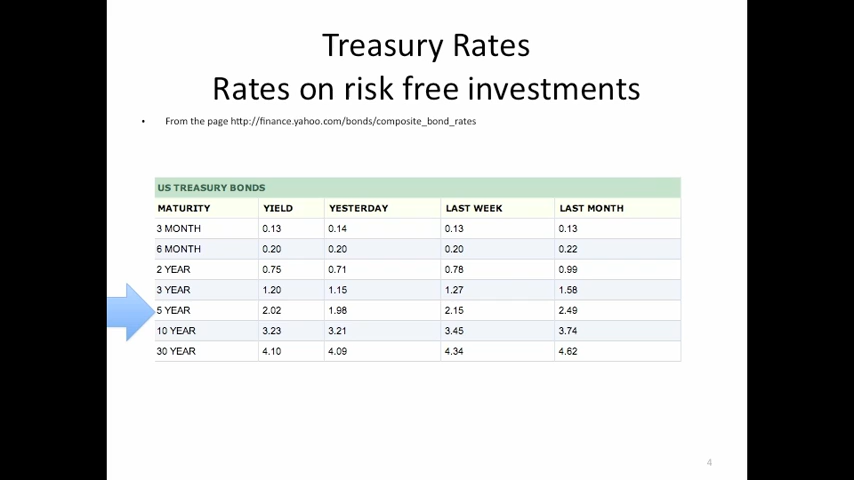 Treasury Rates
Rates on risk free investments
• From the page http://finance.yahoo.com/bonds/composite_bond_rates
US TREASURY BONDS
MATURITY YIELD YESTERDAY LAST WEEK LAST MONTH
3 MONTH 0.13 0.14 0.13 0.13
6 MONTH 0.20 0.20 0.20 0.22
2 YEAR 0.75 0.71 0.78 0.99
3 YEAR 1.20 1.15 1.27 1.58
5 YEAR 2.02 1.98 2.15 2.49
10 YEAR 3.23 3.21 3.45 3.74
30 YEAR 4.10 4.09 4.34 4.62
4